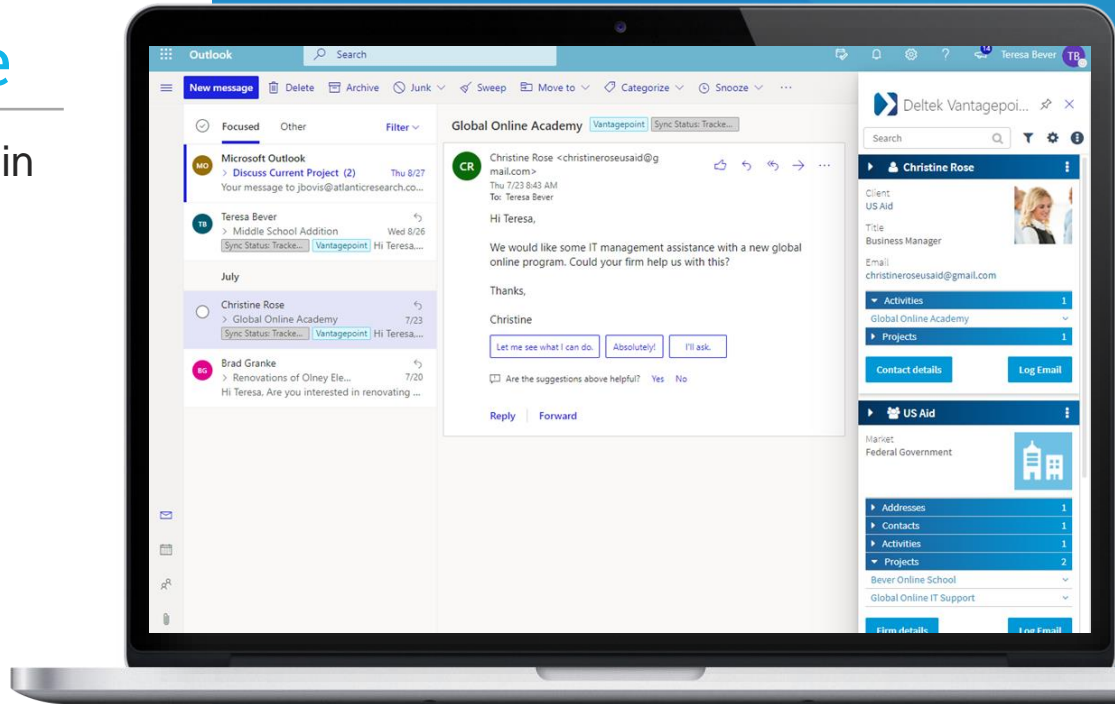 e
in
Outlook
Search
14
Teresa Bever
TB
New message
Delete
Archive
Junk
Sweep
Move to
Categorize
Snooze
...
Focused
Other
Filter
MO
Microsoft Outlook
> Discuss Current Project (2) Thu 8/27
Your message to jbovis@atlanticresearch.co...
TB
Teresa Bever
> Middle School Addition Wed 8/26
Sync Status: Tracke... Vantagepoint Hi Teresa,...
July
Christine Rose
> Global Online Academy 7/23
Sync Status: Tracke... Vantagepoint Hi Teresa,...
BG
Brad Granke
> Renovations of Olney Ele... 7/20
Hi Teresa, Are you interested in renovating ...
Global Online Academy Vantagepoint Sync Status: Tracke...
CR
Christine Rose <christineroseusaid@g
mail.com>
Thu 7/23 8:43 AM
To: Teresa Bever
Hi Teresa,
We would like some IT management assistance with a new global
online program. Could your firm help us with this?
Thanks,
Christine
Let me see what I can do.
Absolutely!
I'll ask.
Are the suggestions above helpful? Yes No
Reply
Forward
Deltek Vantagepoi...
Search
Christine Rose
Client
US Aid
Title
Business Manager
Email
christineroseusaid@gmail.com
Activities 1
Global Online Academy
Projects 1
Contact details
Log Email
US Aid
Market
Federal Government
Addresses 1
Contacts 1
Activities 1
Projects 2
Bever Online School
Global Online IT Support
Firm details
Log Email